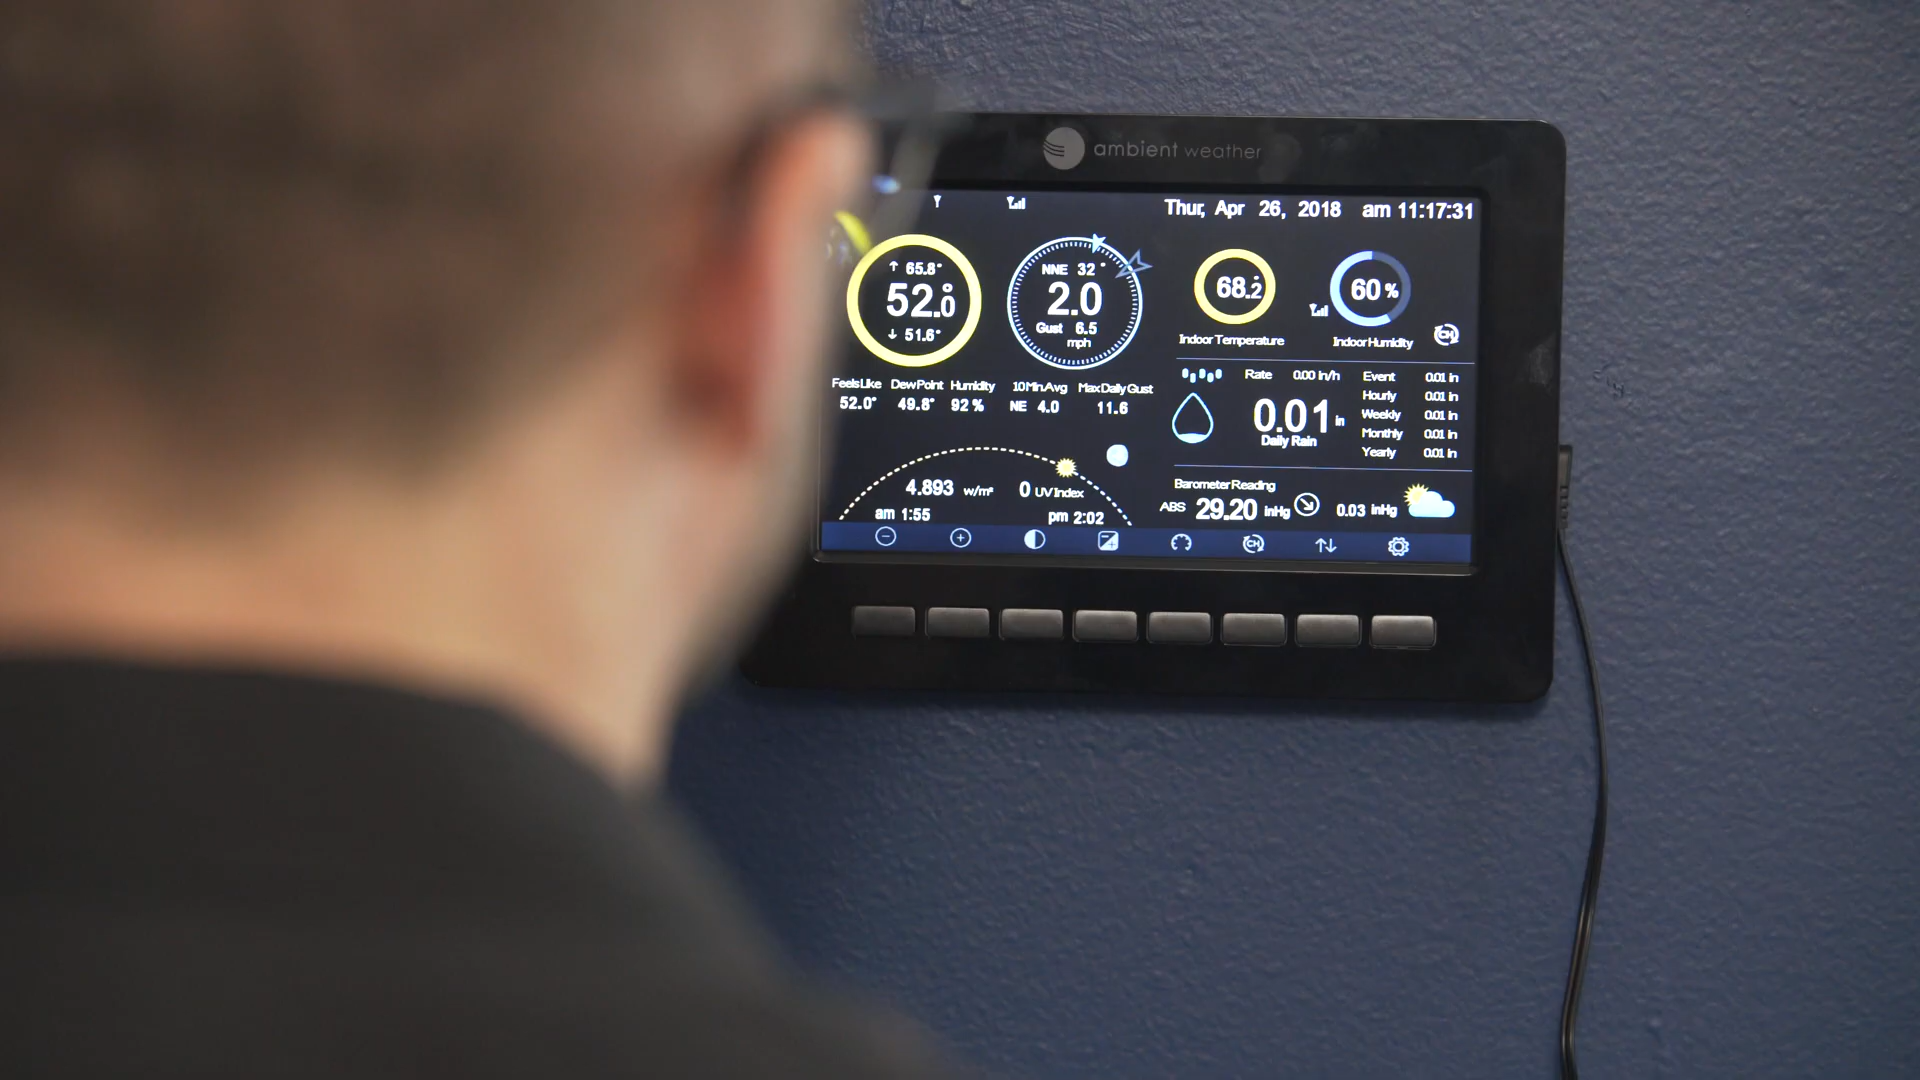 ambient weather
Thur, Apr 26, 2018 am 11:17:31
↑ 65.8°
52.0°
↓ 51.6°
Feels Like Dew Point Humidity
52.0° 49.8° 92 %
NNE 32 °
2.0
Gust 6.5
mph
10 Min Avg Max Daily Gust
NE 4.0 11.6
68.2°
Indoor Temperature
60 %
Indoor Humidity
CH
Rate 0.00 in/h
0.01 in
Daily Rain
Event 0.01 in
Hourly 0.01 in
Weekly 0.01 in
Monthly 0.01 in
Yearly 0.01 in
4.893 w/m² 0 UV Index
am 1:55 pm 2:02
Barometer Reading
ABS 29.20 inHg 0.03 inHg
CH